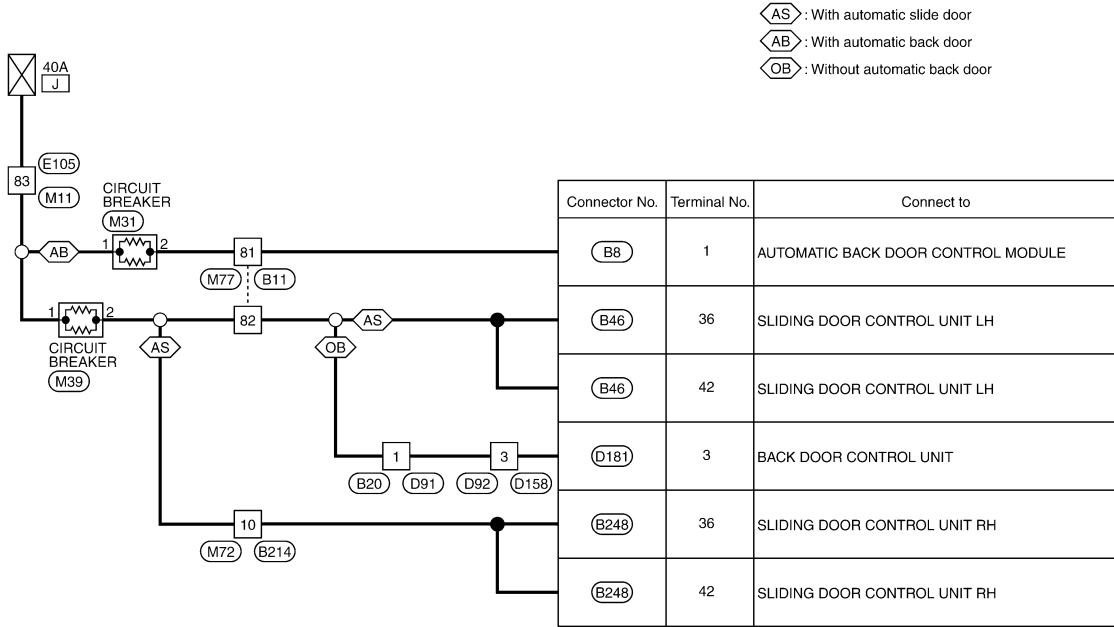 AS : With automatic slide door
AB : With automatic back door
OB : Without automatic back door
40A
J
E105
83
M11
CIRCUIT
BREAKER
M31
AB
1
2
81
M77
B11
1
2
82
AS
CIRCUIT
BREAKER
M39
AS
OB
1
3
B20
D91
D92
D158
10
M72
B214
Connector No. Terminal No. Connect to
B8 1 AUTOMATIC BACK DOOR CONTROL MODULE
B46 36 SLIDING DOOR CONTROL UNIT LH
B46 42 SLIDING DOOR CONTROL UNIT LH
D181 3 BACK DOOR CONTROL UNIT
B248 36 SLIDING DOOR CONTROL UNIT RH
B248 42 SLIDING DOOR CONTROL UNIT RH